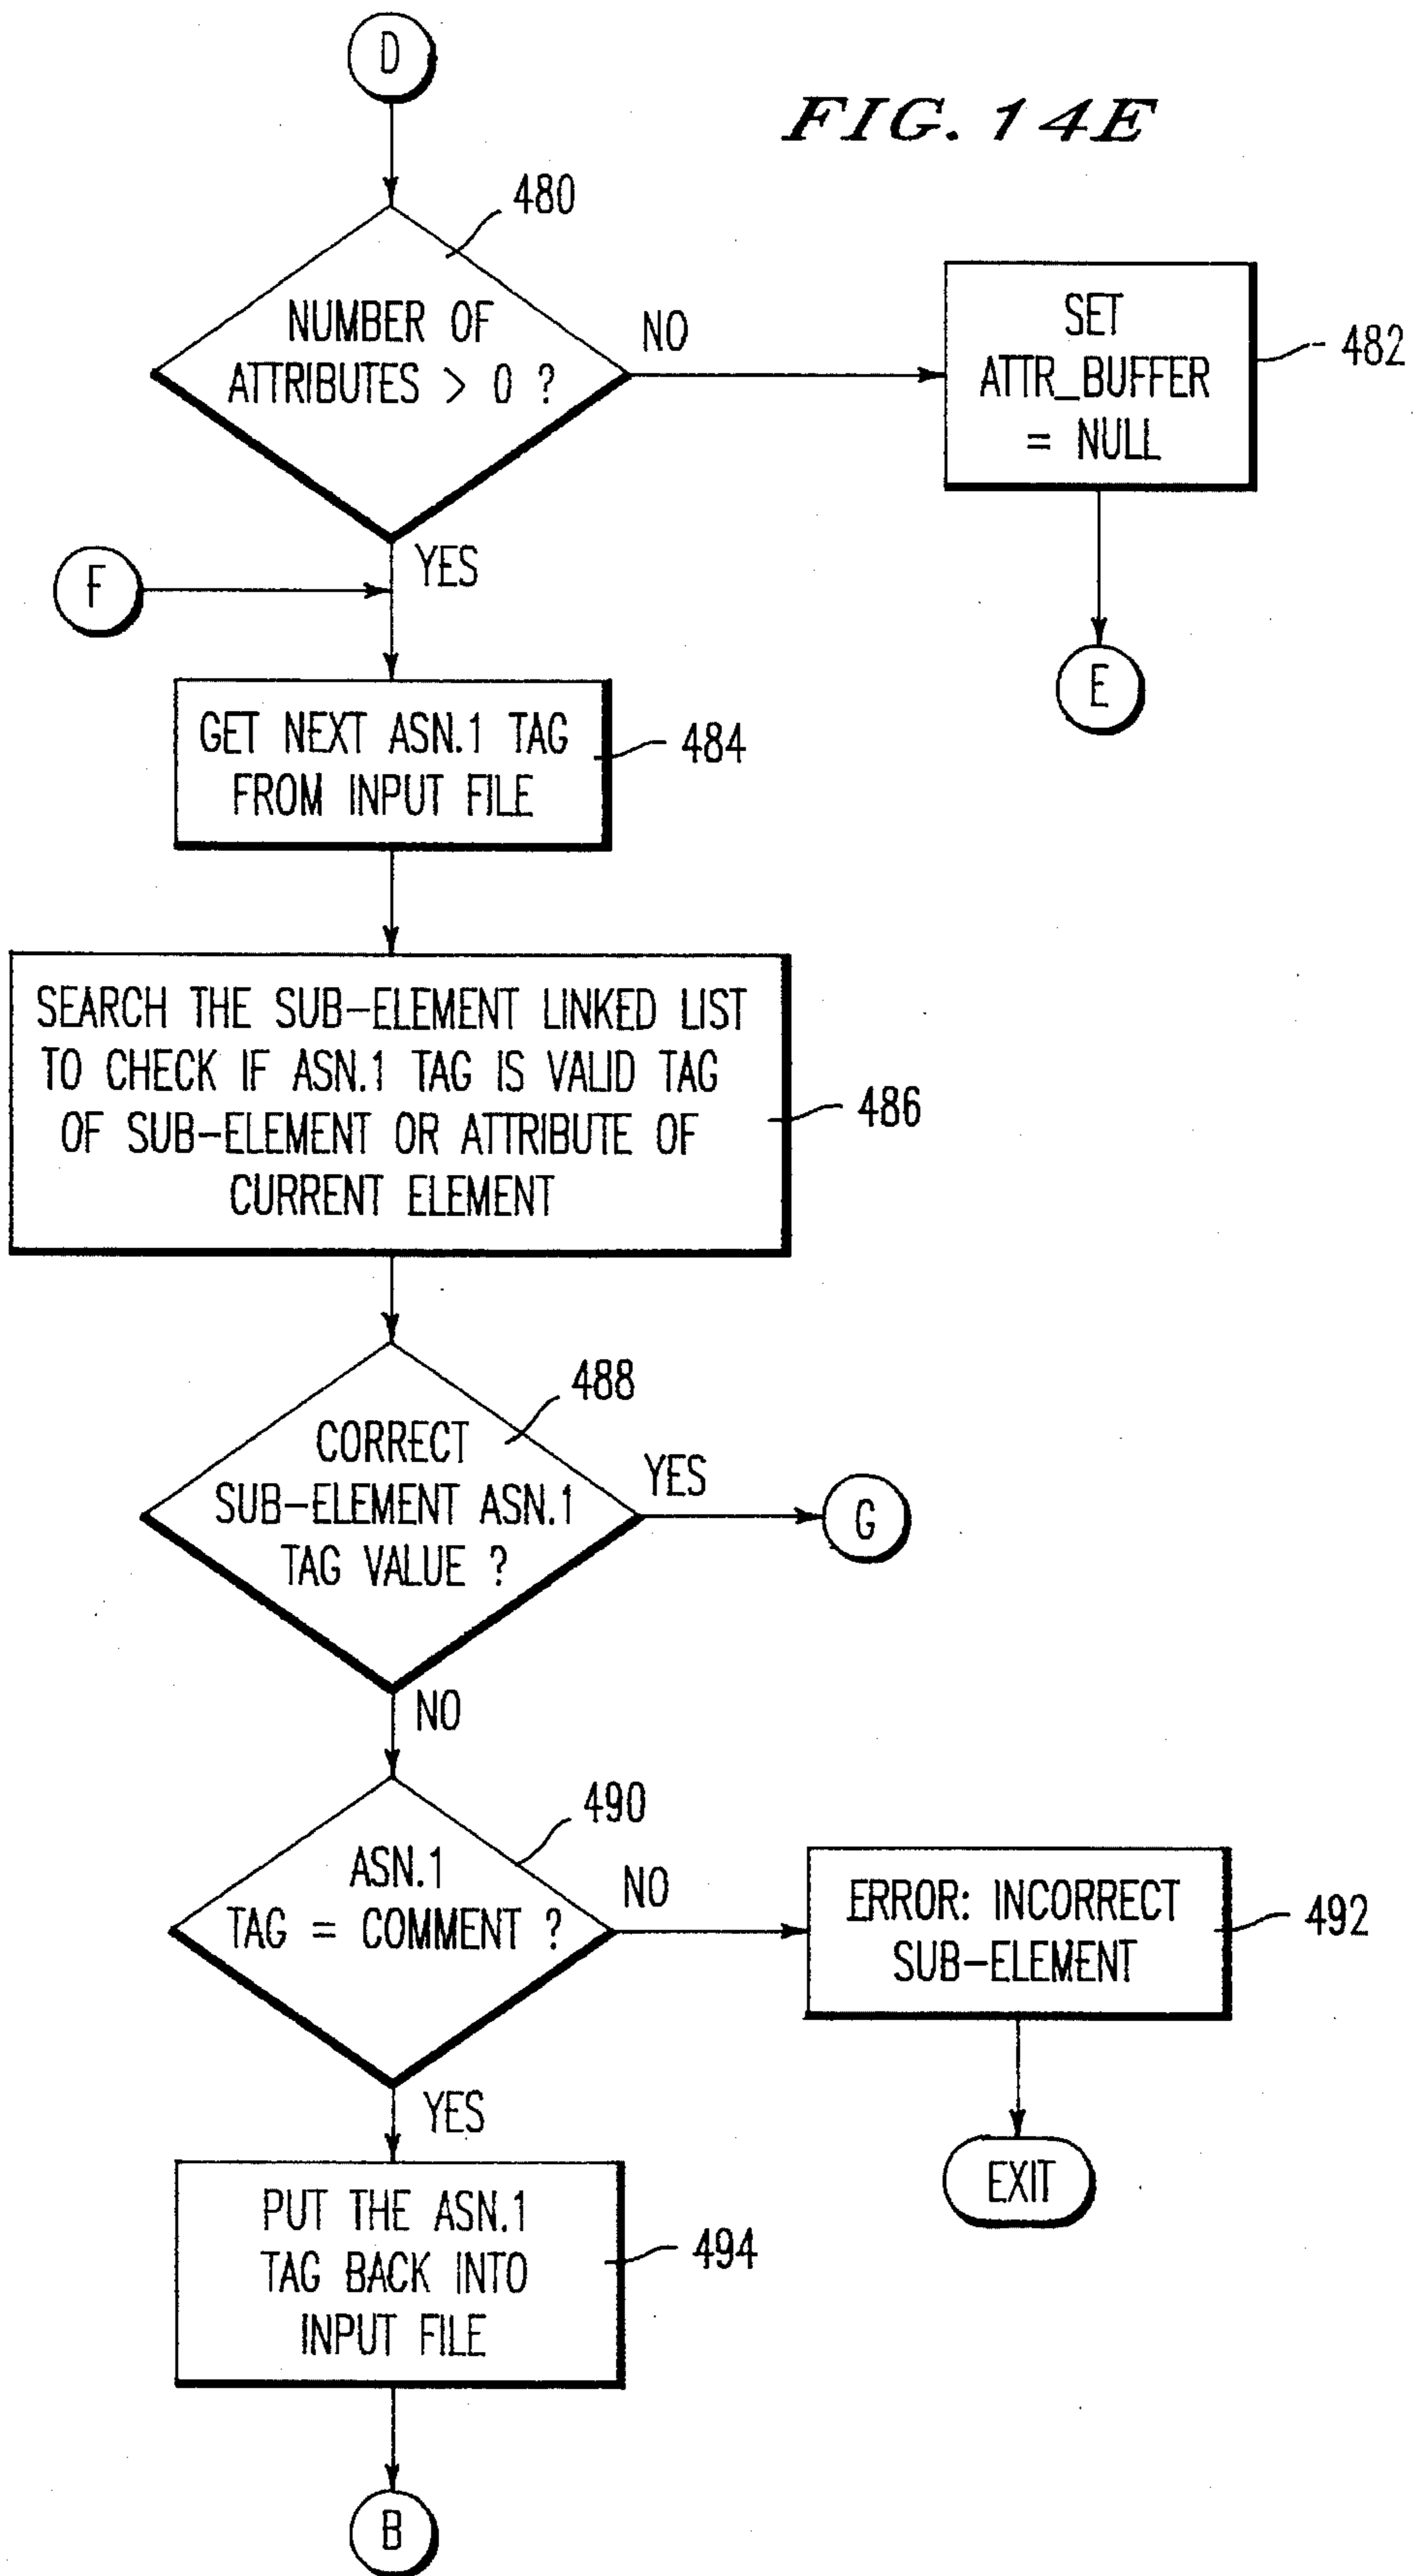 D
FIG. 14E
480
NUMBER OF
ATTRIBUTES > 0 ?
NO
SET
ATTR_BUFFER
= NULL
482
YES
F
E
GET NEXT ASN.1 TAG
FROM INPUT FILE
484
SEARCH THE SUB-ELEMENT LINKED LIST
TO CHECK IF ASN.1 TAG IS VALID TAG
OF SUB-ELEMENT OR ATTRIBUTE OF
CURRENT ELEMENT
486
488
CORRECT
SUB-ELEMENT ASN.1
TAG VALUE ?
YES
G
NO
490
ASN.1
TAG = COMMENT ?
NO
ERROR: INCORRECT
SUB-ELEMENT
492
YES
EXIT
PUT THE ASN.1
TAG BACK INTO
INPUT FILE
494
B